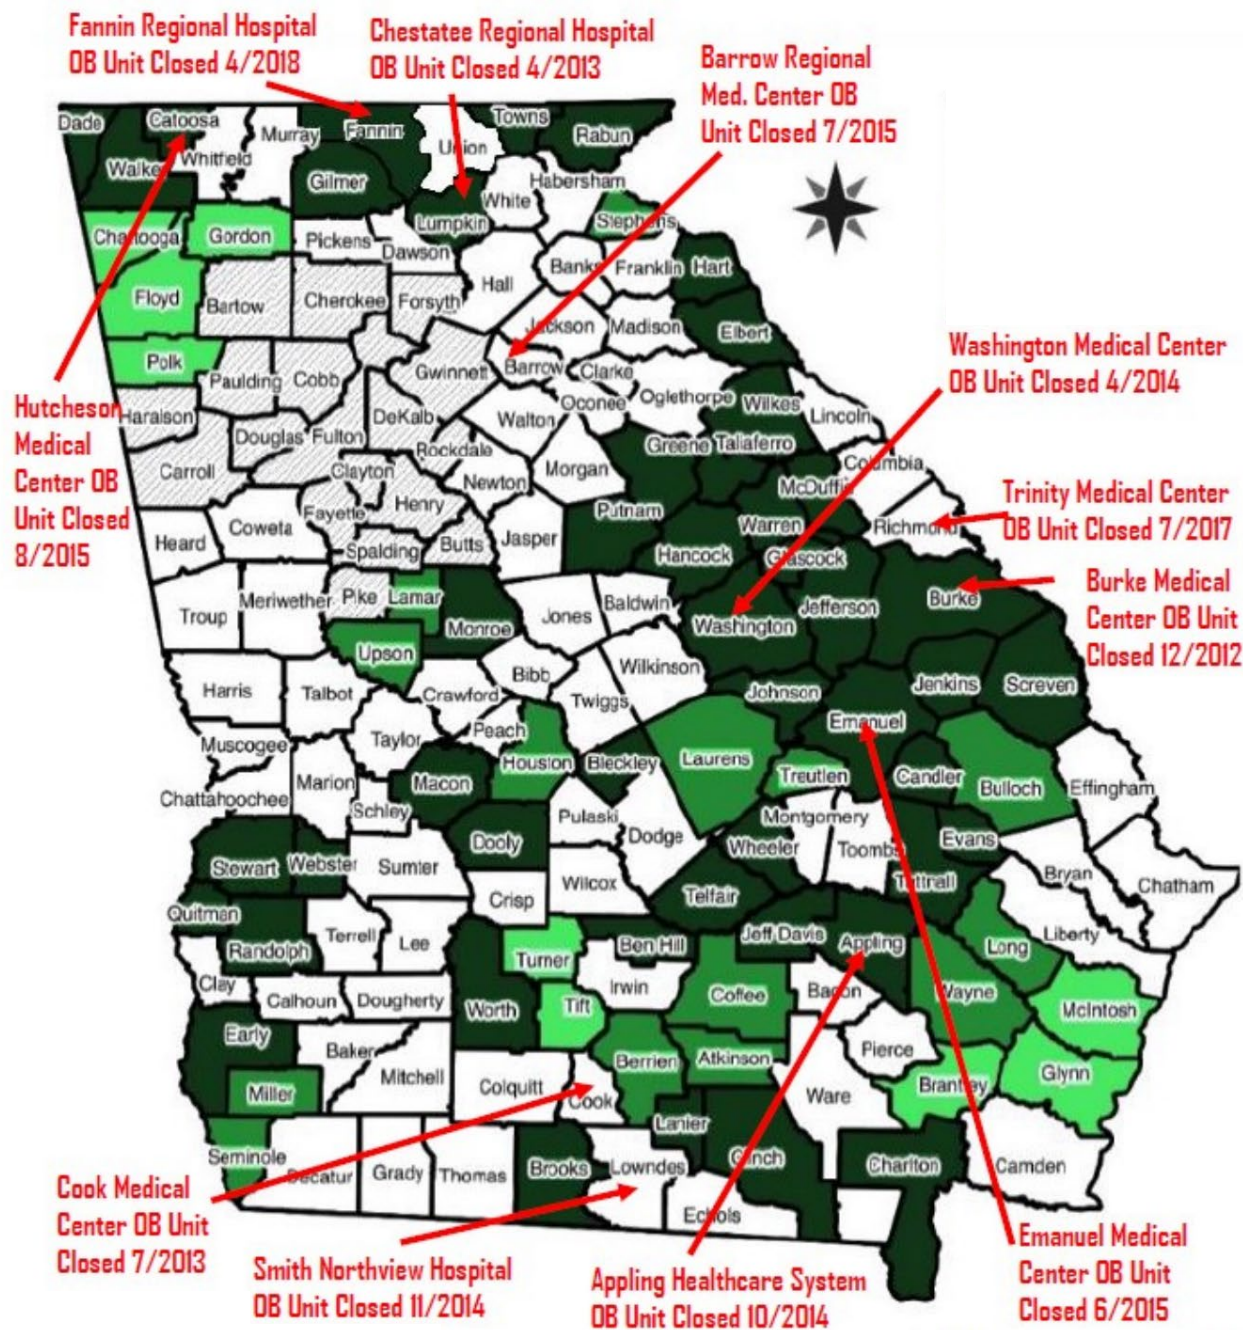 Fannin Regional Hospital
OB Unit Closed 4/2018
Chestatee Regional Hospital
OB Unit Closed 4/2013
Barrow Regional
Med. Center OB
Unit Closed 7/2015
Dade
Catoosa
Walker
Whitfield
Murray
Fannin
Gilmer
Union
Towns
Rabun
Lumpkin
White
Habersham
Stephens
Chattooga
Gordon
Pickens
Dawson
Hall
Banks
Franklin
Hart
Floyd
Bartow
Cherokee
Forsyth
Jackson
Madison
Elbert
Polk
Paulding
Cobb
Gwinnett
Barrow
Clarke
Oconee
Oglethorpe
Wilkes
Lincoln
Washington Medical Center
OB Unit Closed 4/2014
Hutcheson
Medical
Center OB
Unit Closed
8/2015
Haralson
Douglas
Fulton
DeKalb
Rockdale
Walton
Greene
Taliaferro
Carroll
Clayton
Newton
Morgan
McDuffie
Columbia
Fayette
Henry
Heard
Coweta
Spalding
Butts
Jasper
Putnam
Hancock
Warren
Glascock
Richmond
Trinity Medical Center
OB Unit Closed 7/2017
Burke Medical
Center OB Unit
Closed 12/2012
Troup
Meriwether
Pike
Lamar
Monroe
Jones
Baldwin
Washington
Jefferson
Burke
Upson
Harris
Talbot
Crawford
Bibb
Twiggs
Wilkinson
Johnson
Jenkins
Screven
Emanuel
Muscogee
Taylor
Peach
Houston
Bleckley
Laurens
Treutlen
Candler
Bulloch
Effingham
Chattahoochee
Marion
Schley
Macon
Pulaski
Dodge
Montgomery
Dooly
Wheeler
Toombs
Evans
Stewart
Webster
Sumter
Crisp
Wilcox
Telfair
Tattnall
Bryan
Chatham
Quitman
Randolph
Terrell
Lee
Turner
Ben Hill
Jeff Davis
Appling
Long
Liberty
Clay
Calhoun
Dougherty
Worth
Tift
Irwin
Coffee
Bacon
Wayne
McIntosh
Early
Baker
Mitchell
Miller
Colquitt
Berrien
Atkinson
Pierce
Brantley
Glynn
Cook
Ware
Lanier
Seminole
Decatur
Grady
Thomas
Brooks
Lowndes
Clinch
Charlton
Camden
Echols
Cook Medical
Center OB Unit
Closed 7/2013
Smith Northview Hospital
OB Unit Closed 11/2014
Appling Healthcare System
OB Unit Closed 10/2014
Emanuel Medical
Center OB Unit
Closed 6/2015